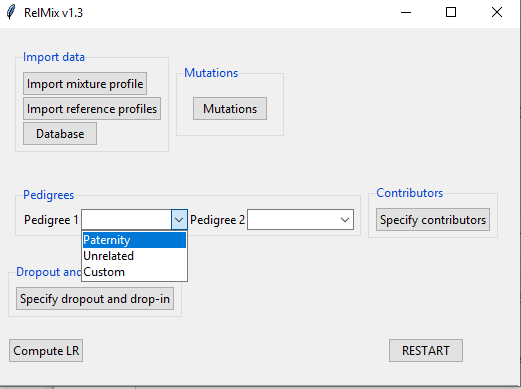 RelMix v1.3
Import data
Import mixture profile
Import reference profiles
Database
Mutations
Mutations
Pedigrees
Pedigree 1
Pedigree 2
Paternity
Unrelated
Custom
Contributors
Specify contributors
Dropout and
Specify dropout and drop-in
Compute LR
RESTART